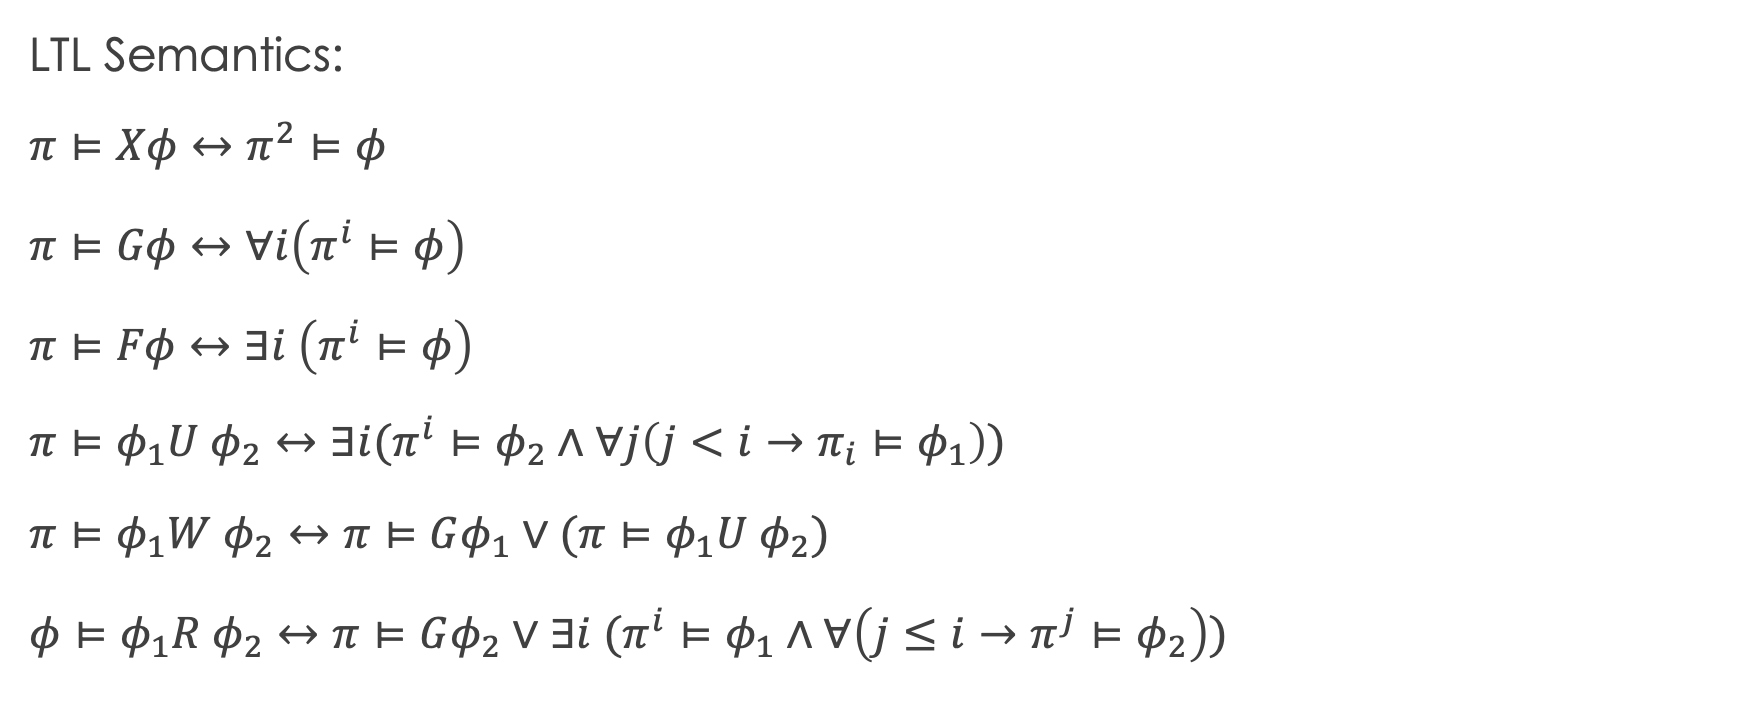 LTL Semantics:
π ⊨ Xϕ ↔ π² ⊨ ϕ
π ⊨ Gϕ ↔ ∀i(πⁱ ⊨ ϕ)
π ⊨ Fϕ ↔ ∃i (πⁱ ⊨ ϕ)
π ⊨ ϕ₁U ϕ₂ ↔ ∃i(πⁱ ⊨ ϕ₂ ∧ ∀j(j < i → πᵢ ⊨ ϕ₁))
π ⊨ ϕ₁W ϕ₂ ↔ π ⊨ Gϕ₁ ∨ (π ⊨ ϕ₁U ϕ₂)
ϕ ⊨ ϕ₁R ϕ₂ ↔ π ⊨ Gϕ₂ ∨ ∃i (πⁱ ⊨ ϕ₁ ∧ ∀(j ≤ i → πʲ ⊨ ϕ₂))